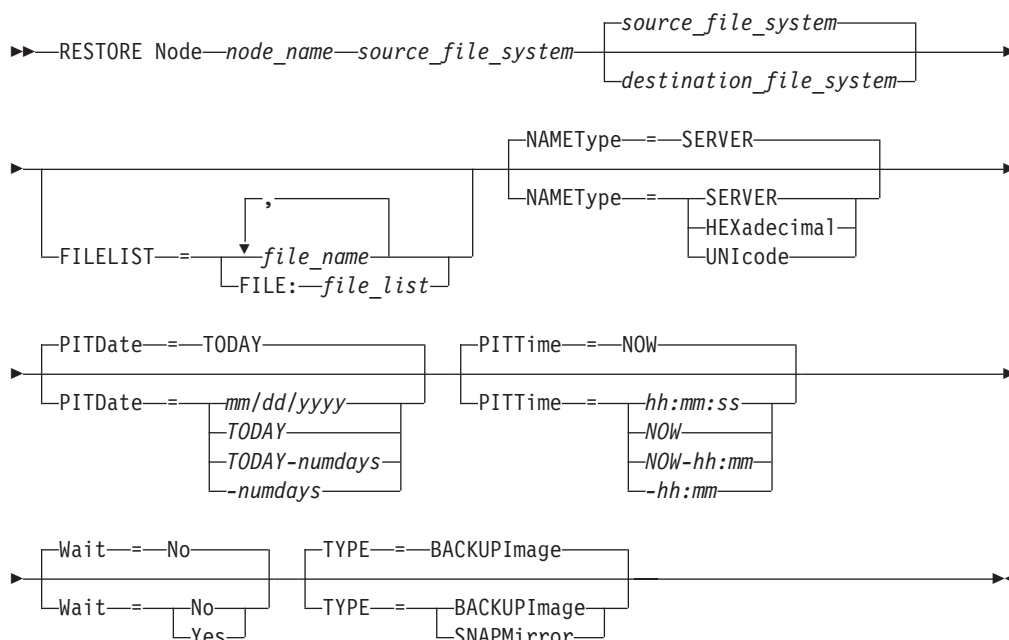 source_file_system
RESTORE Node node_name source_file_system
destination_file_system
NAMEType = SERVER
,
NAMEType = SERVER
HEXadecimal
FILELIST = file_name
UNIcode
FILE: file_list
PITDate = TODAY PITTime = NOW
PITDate = mm/dd/yyyy PITTime = hh:mm:ss
TODAY NOW
TODAY-numdays NOW-hh:mm
-numdays -hh:mm
Wait = No TYPE = BACKUPImage
Wait = No TYPE = BACKUPImage
Yes SNAPMirror